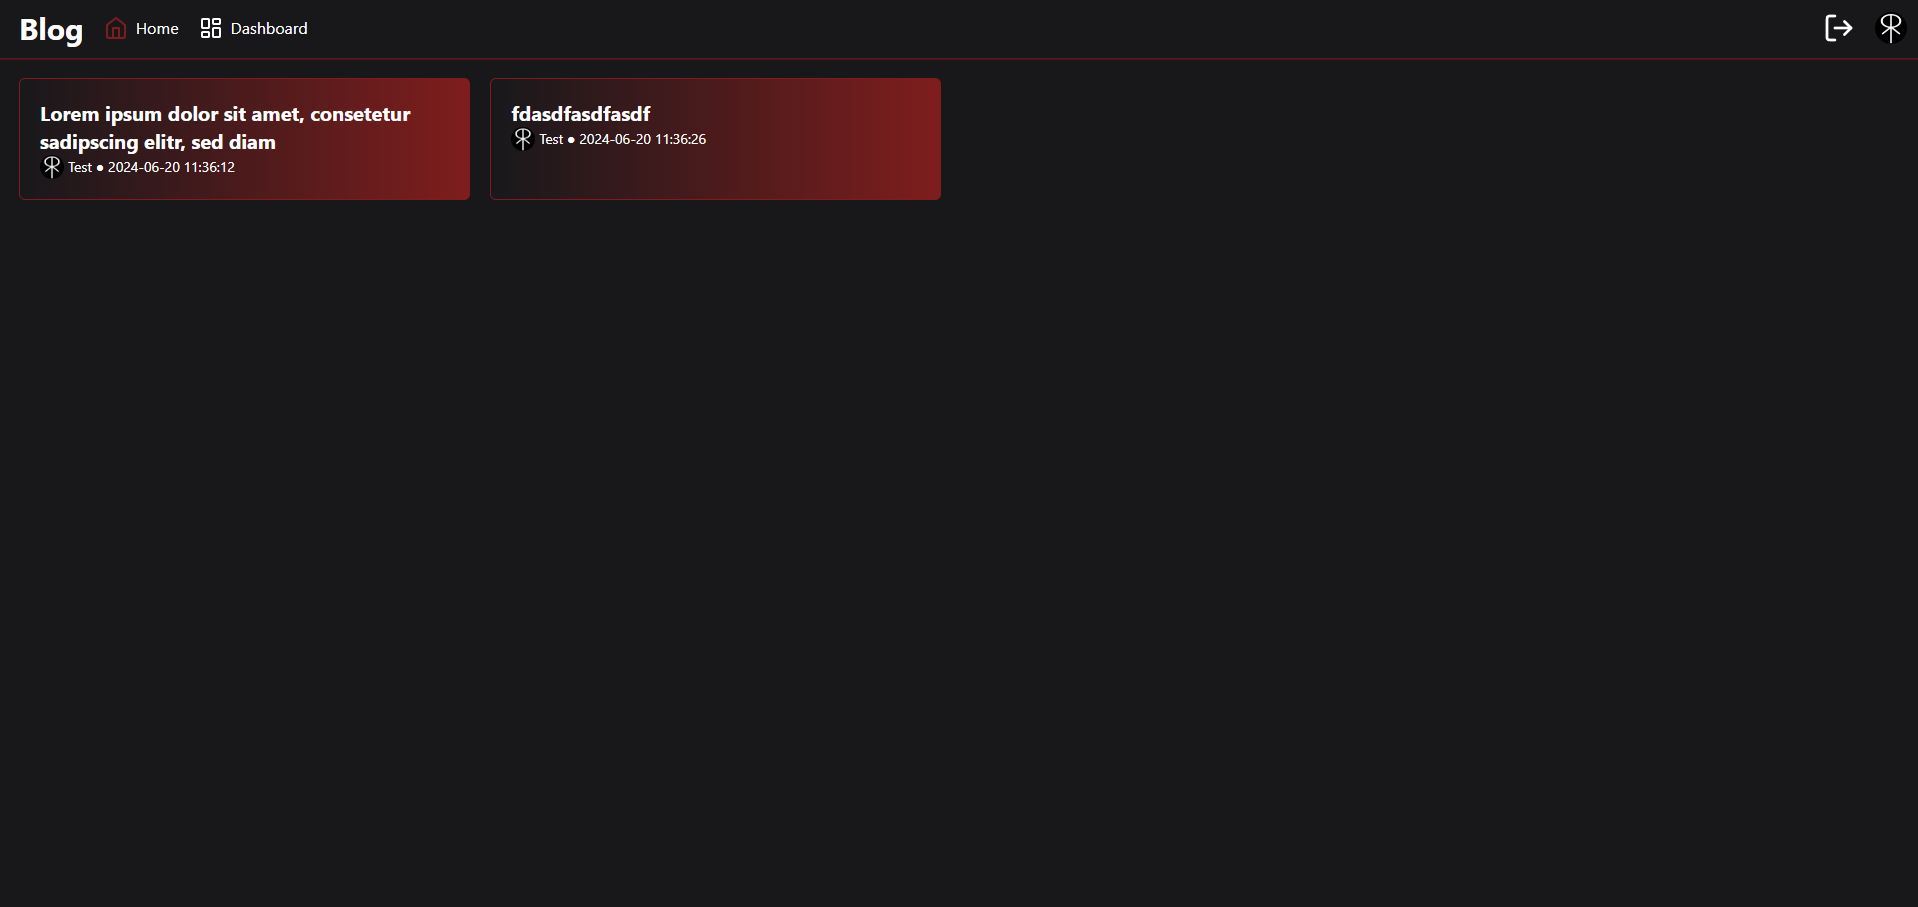 Blog
Home
Dashboard
Lorem ipsum dolor sit amet, consetetur
sadipscing elitr, sed diam
Test ● 2024-06-20 11:36:12
fdasdfasdfasdf
Test ● 2024-06-20 11:36:26